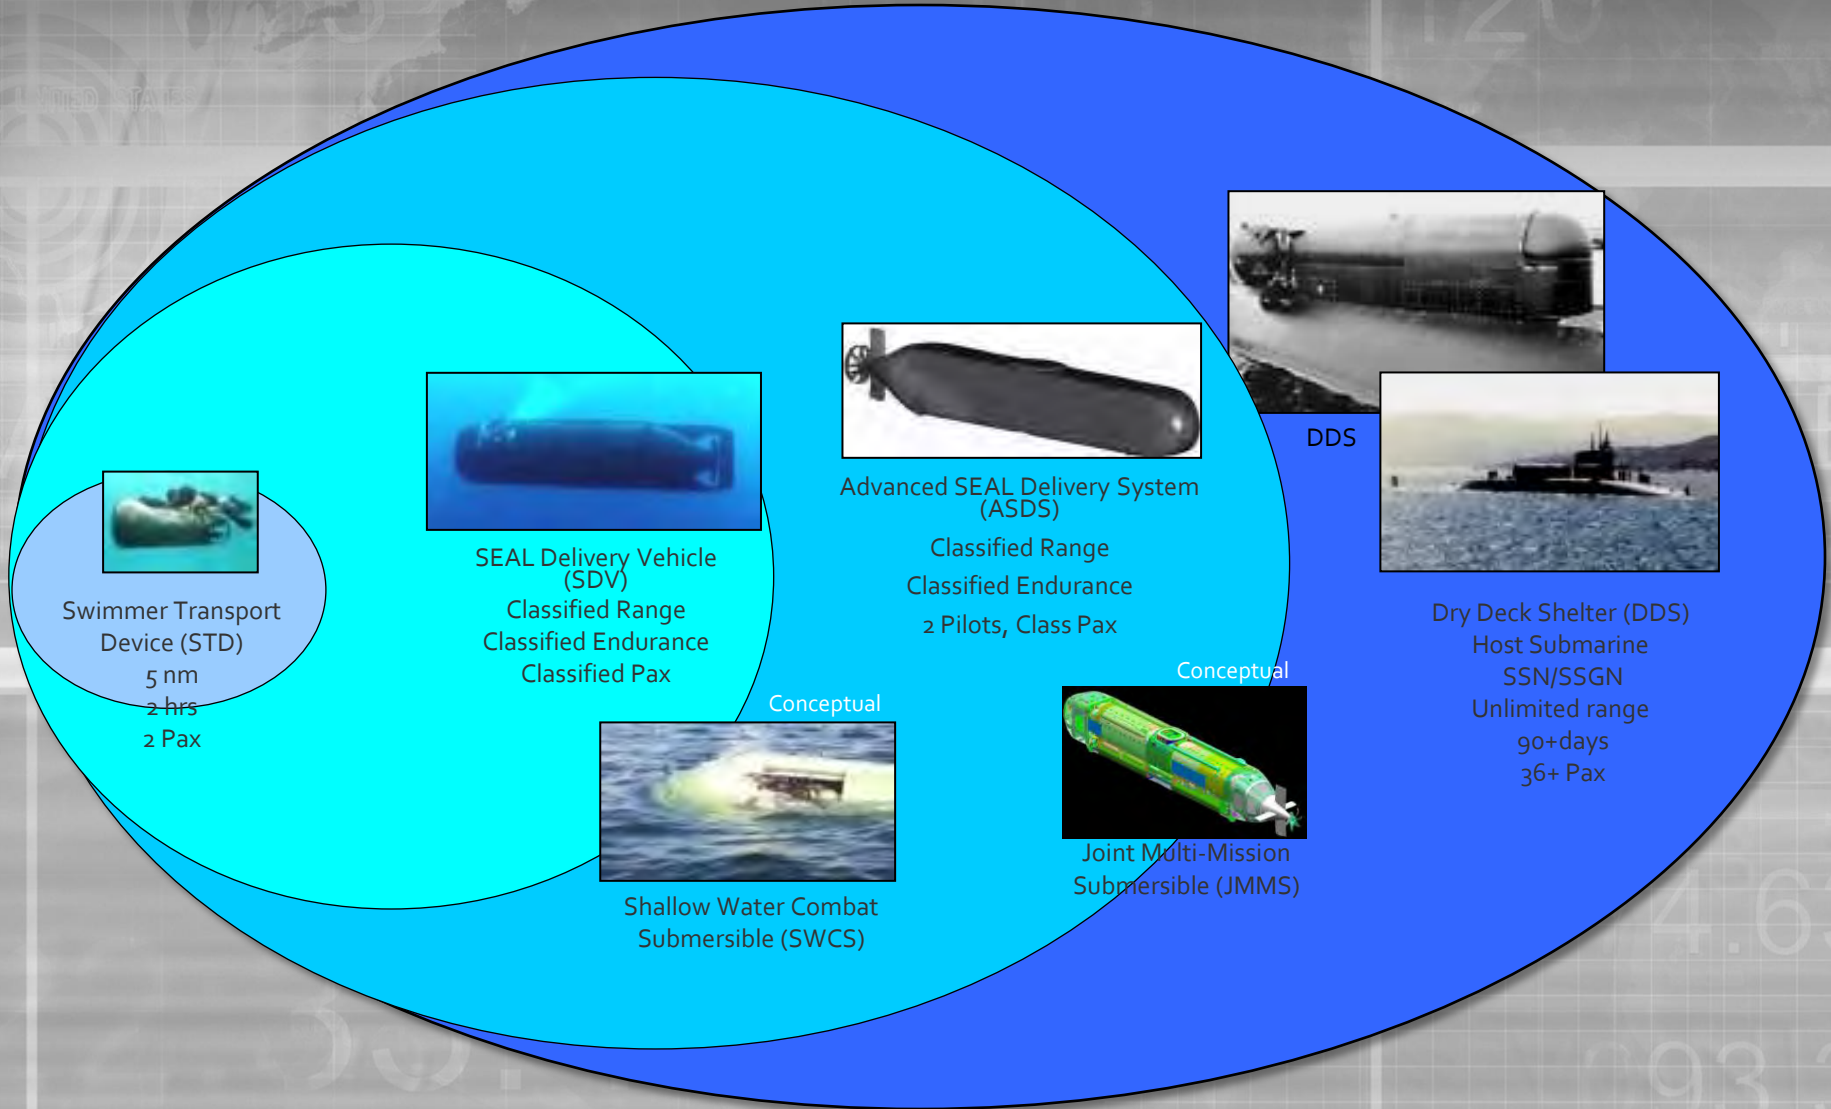 UNITED STATES
120
Swimmer Transport
Device (STD)
5 nm
2 hrs
2 Pax
SEAL Delivery Vehicle
(SDV)
Classified Range
Classified Endurance
Classified Pax
Conceptual
Shallow Water Combat
Submersible (SWCS)
Advanced SEAL Delivery System
(ASDS)
Classified Range
Classified Endurance
2 Pilots, Class Pax
Conceptual
Joint Multi-Mission
Submersible (JMMS)
DDS
Dry Deck Shelter (DDS)
Host Submarine
SSN/SSGN
Unlimited range
90+days
36+ Pax